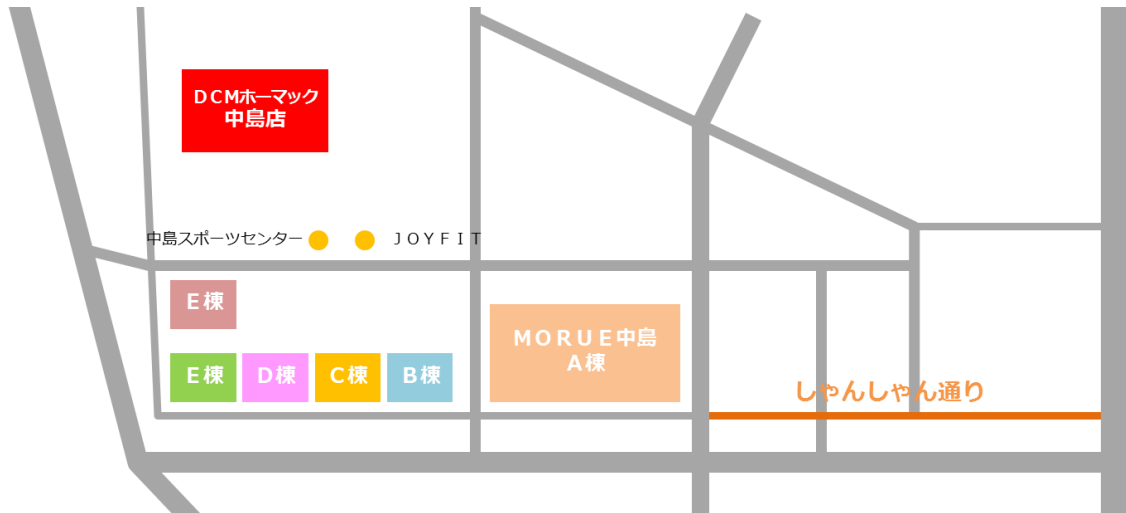 ＤＣＭホーマック
中島店
中島スポーツセンター
ＪＯＹＦＩＴ
Ｅ棟
Ｅ棟
Ｄ棟
Ｃ棟
Ｂ棟
ＭＯＲＵＥ中島
Ａ棟
しゃんしゃん通り